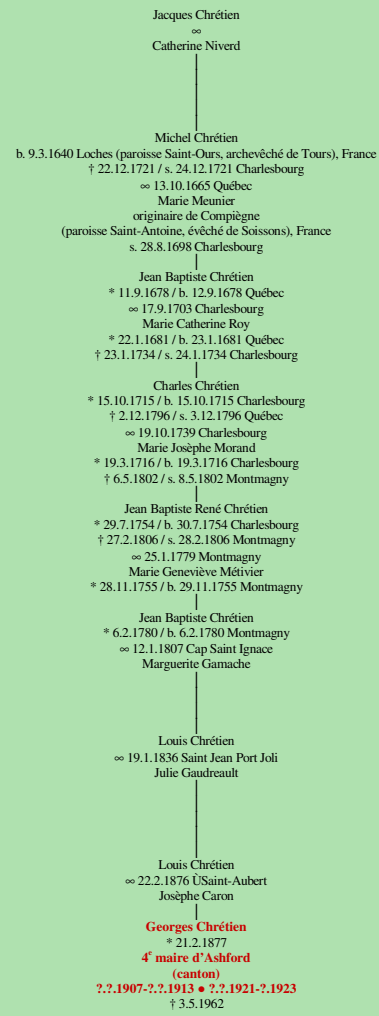 Jacques Chrétien
∞
Catherine Niverd
Michel Chrétien
b. 9.3.1640 Loches (paroisse Saint-Ours, archevêché de Tours), France
† 22.12.1721 / s. 24.12.1721 Charlesbourg
∞ 13.10.1665 Québec
Marie Meunier
originaire de Compiègne
(paroisse Saint-Antoine, évêché de Soissons), France
s. 28.8.1698 Charlesbourg
Jean Baptiste Chrétien
* 11.9.1678 / b. 12.9.1678 Québec
∞ 17.9.1703 Charlesbourg
Marie Catherine Roy
* 22.1.1681 / b. 23.1.1681 Québec
† 23.1.1734 / s. 24.1.1734 Charlesbourg
Charles Chrétien
* 15.10.1715 / b. 15.10.1715 Charlesbourg
† 2.12.1796 / s. 3.12.1796 Québec
∞ 19.10.1739 Charlesbourg
Marie Josèphe Morand
* 19.3.1716 / b. 19.3.1716 Charlesbourg
† 6.5.1802 / s. 8.5.1802 Montmagny
Jean Baptiste René Chrétien
* 29.7.1754 / b. 30.7.1754 Charlesbourg
† 27.2.1806 / s. 28.2.1806 Montmagny
∞ 25.1.1779 Montmagny
Marie Geneviève Métivier
* 28.11.1755 / b. 29.11.1755 Montmagny
Jean Baptiste Chrétien
* 6.2.1780 / b. 6.2.1780 Montmagny
∞ 12.1.1807 Cap Saint Ignace
Marguerite Gamache
Louis Chrétien
∞ 19.1.1836 Saint Jean Port Joli
Julie Gaudreault
Louis Chrétien
∞ 22.2.1876 ÙSaint-Aubert
Josèphe Caron
Georges Chrétien
* 21.2.1877
4e maire d'Ashford
(canton)
?.?.1907-?.?.1913 ● ?.?.1921-?.1923
† 3.5.1962